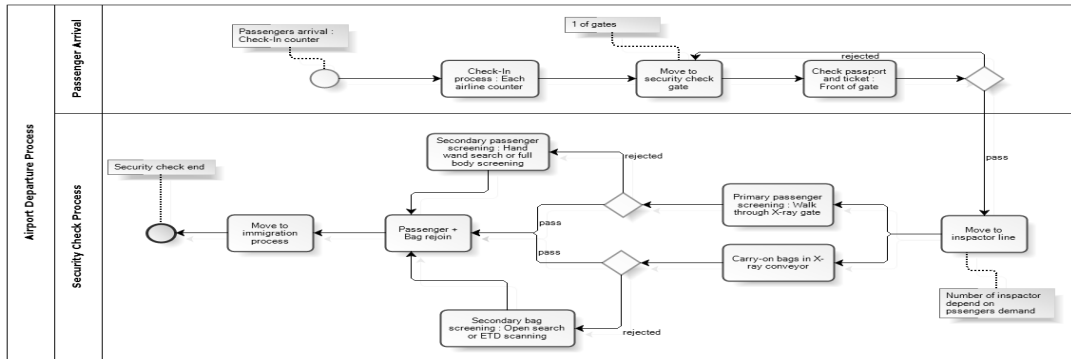 Airport Departure Process
Passenger Arrival
Passengers arrival :
Check-In counter
Check-In
process : Each
airline counter
1 of gates
Move to
security check
gate
rejected
Check passport
and ticket :
Front of gate
pass
Security Check Process
Security check end
Move to
immigration
process
Secondary passenger
screening : Hand
wand search or full
body screening
Passenger +
Bag rejoin
Secondary bag
screening : Open search
or ETD scanning
rejected
pass
pass
rejected
Primary passenger
screening : Walk
through X-ray gate
Carry-on bags in X-
ray conveyor
Move to
inspactor line
Number of inspactor
depend on
pssengers demand